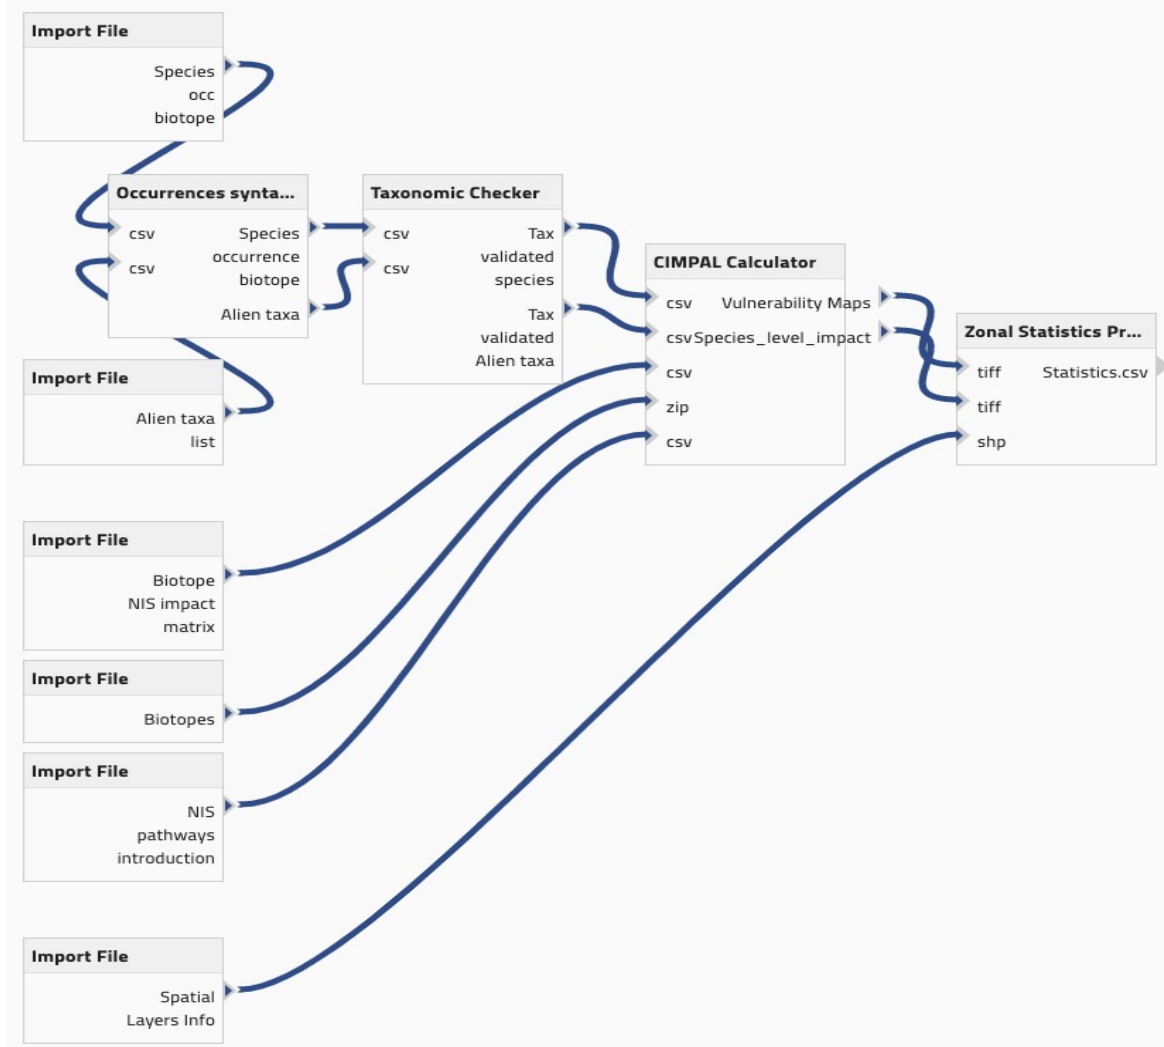 Import File
Species
occ
biotope
Occurrences synta...
csv
csv
Species
occurrence
biotope
Alien taxa
Taxonomic Checker
csv
csv
Tax
validated
species
Tax
validated
Alien taxa
CIMPAL Calculator
csv
csv
csv
zip
csv
Vulnerability Maps
Species_level_impact
Zonal Statistics Pr...
tiff
tiff
shp
Statistics.csv
Import File
Alien taxa
list
Import File
Biotope
NIS impact
matrix
Import File
Biotopes
Import File
NIS
pathways
introduction
Import File
Spatial
Layers Info